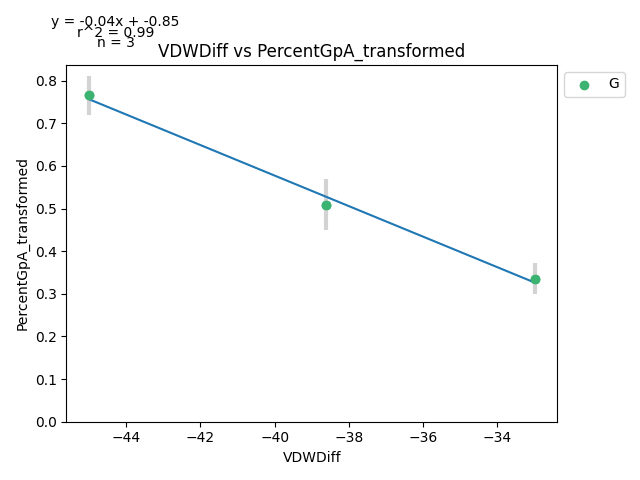 y = -0.04x + -0.85
r^2 = 0.99
n = 3
VDWDiff vs PercentGpA_transformed
G
PercentGpA_transformed
0.8
0.7
0.6
0.5
0.4
0.3
0.2
0.1
0.0
−44 −42 −40 −38 −36 −34
VDWDiff